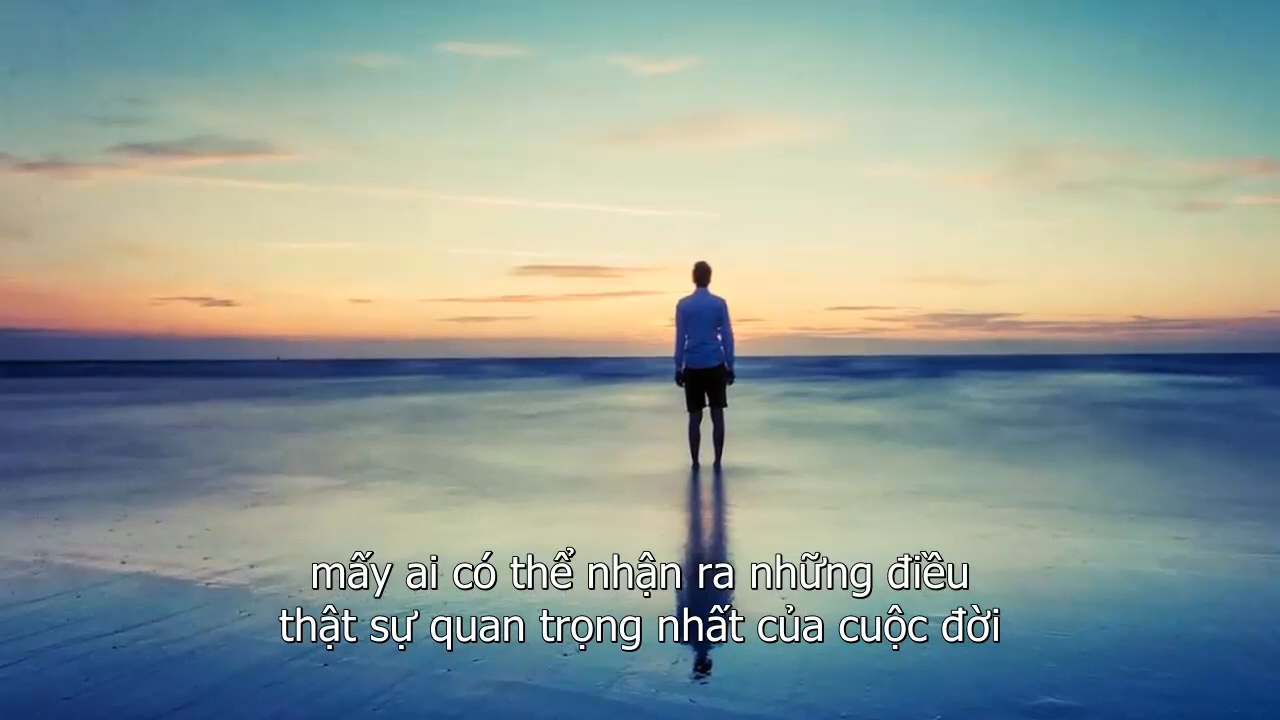 mấy ai có thể nhận ra những điều
thật sự quan trọng nhất của cuộc đời